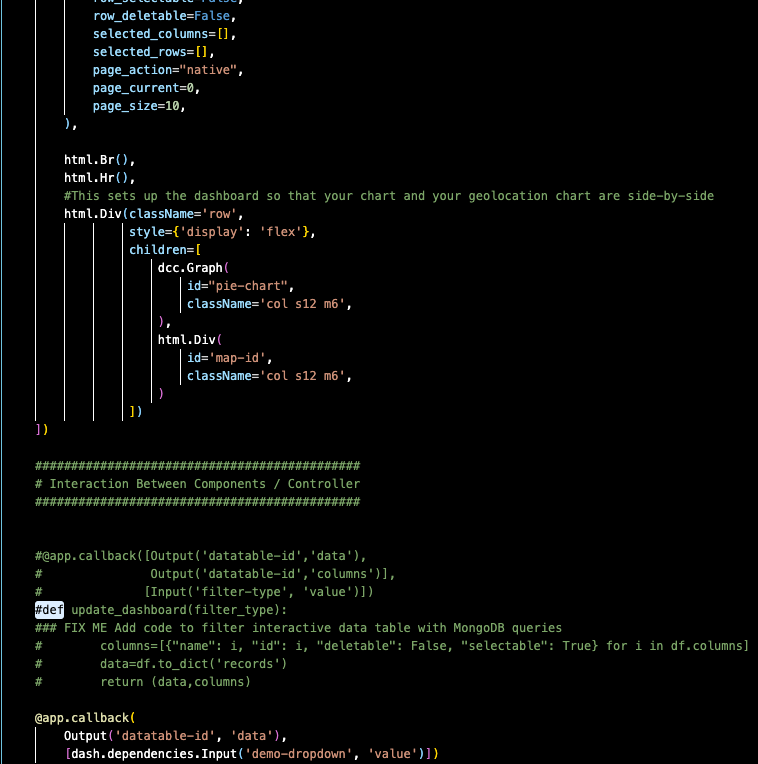 row_deletable=False,
selected_columns=[],
selected_rows=[],
page_action="native",
page_current=0,
page_size=10,
),
html.Br(),
html.Hr(),
#This sets up the dashboard so that your chart and your geolocation chart are side-by-side
html.Div(className='row',
style={'display': 'flex'},
children=[
dcc.Graph(
id="pie-chart",
className='col s12 m6',
),
html.Div(
id='map-id',
className='col s12 m6',
)
])
])
#############################################
# Interaction Between Components / Controller
#############################################
#@app.callback([Output('datatable-id','data'),
#               Output('datatable-id','columns')],
#              [Input('filter-type', 'value')])
#def update_dashboard(filter_type):
### FIX ME Add code to filter interactive data table with MongoDB queries
#        columns=[{"name": i, "id": i, "deletable": False, "selectable": True} for i in df.columns]
#        data=df.to_dict('records')
#        return (data,columns)
@app.callback(
Output('datatable-id', 'data'),
[dash.dependencies.Input('demo-dropdown', 'value')])